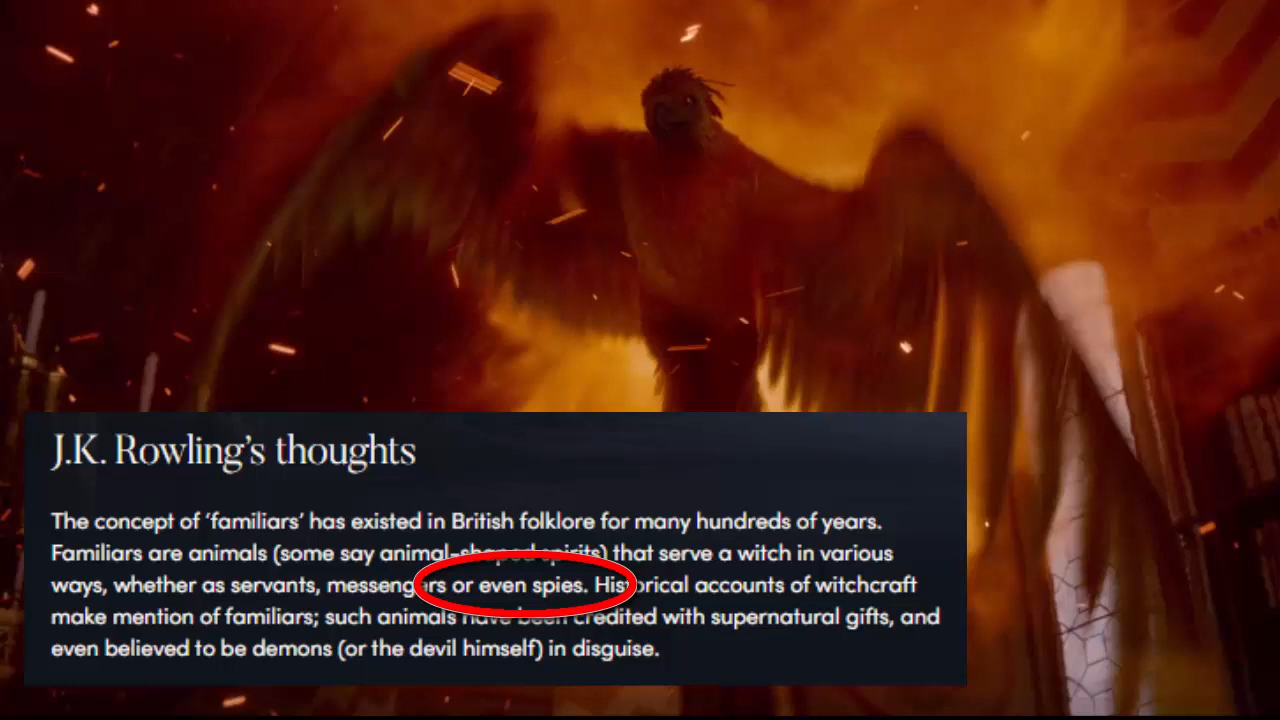 J.K. Rowling's thoughts
The concept of 'familiars' has existed in British folklore for many hundreds of years.
Familiars are animals (some say animal-shaped spirits) that serve a witch in various
ways, whether as servants, messengers or even spies. Historical accounts of witchcraft
make mention of familiars; such animals have been credited with supernatural gifts, and
even believed to be demons (or the devil himself) in disguise.